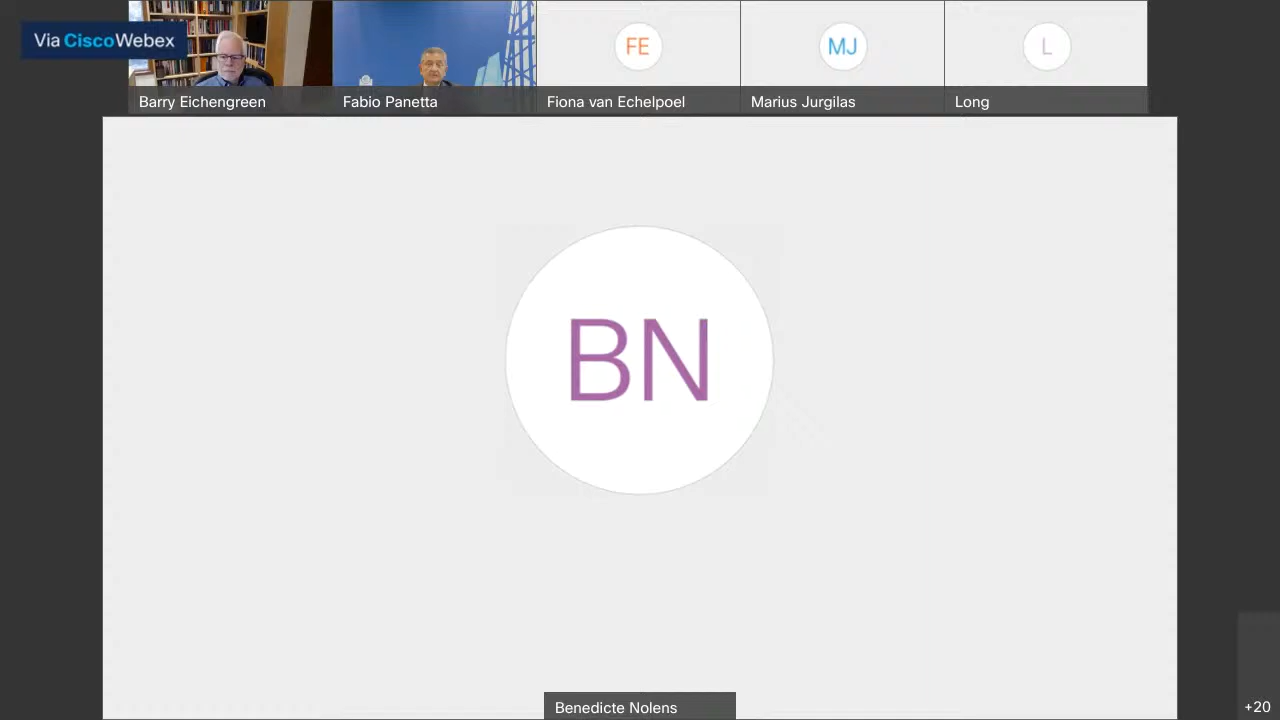 Via CiscoWebex
FE
MJ
L
Barry Eichengreen
Fabio Panetta
Fiona van Echelpoel
Marius Jurgilas
Long
BN
Benedicte Nolens
+20